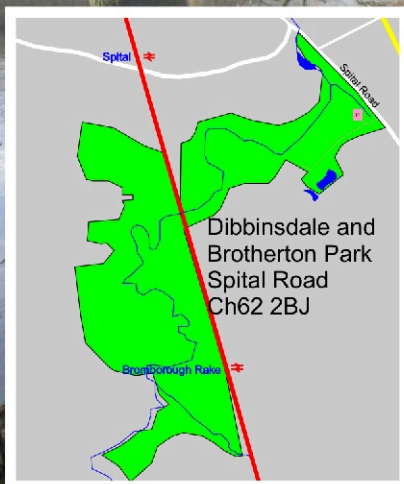 Spital
Spital Road
P
Dibbinsdale and
Brotherton Park
Spital Road
Ch62 2BJ
Bromborough Rake